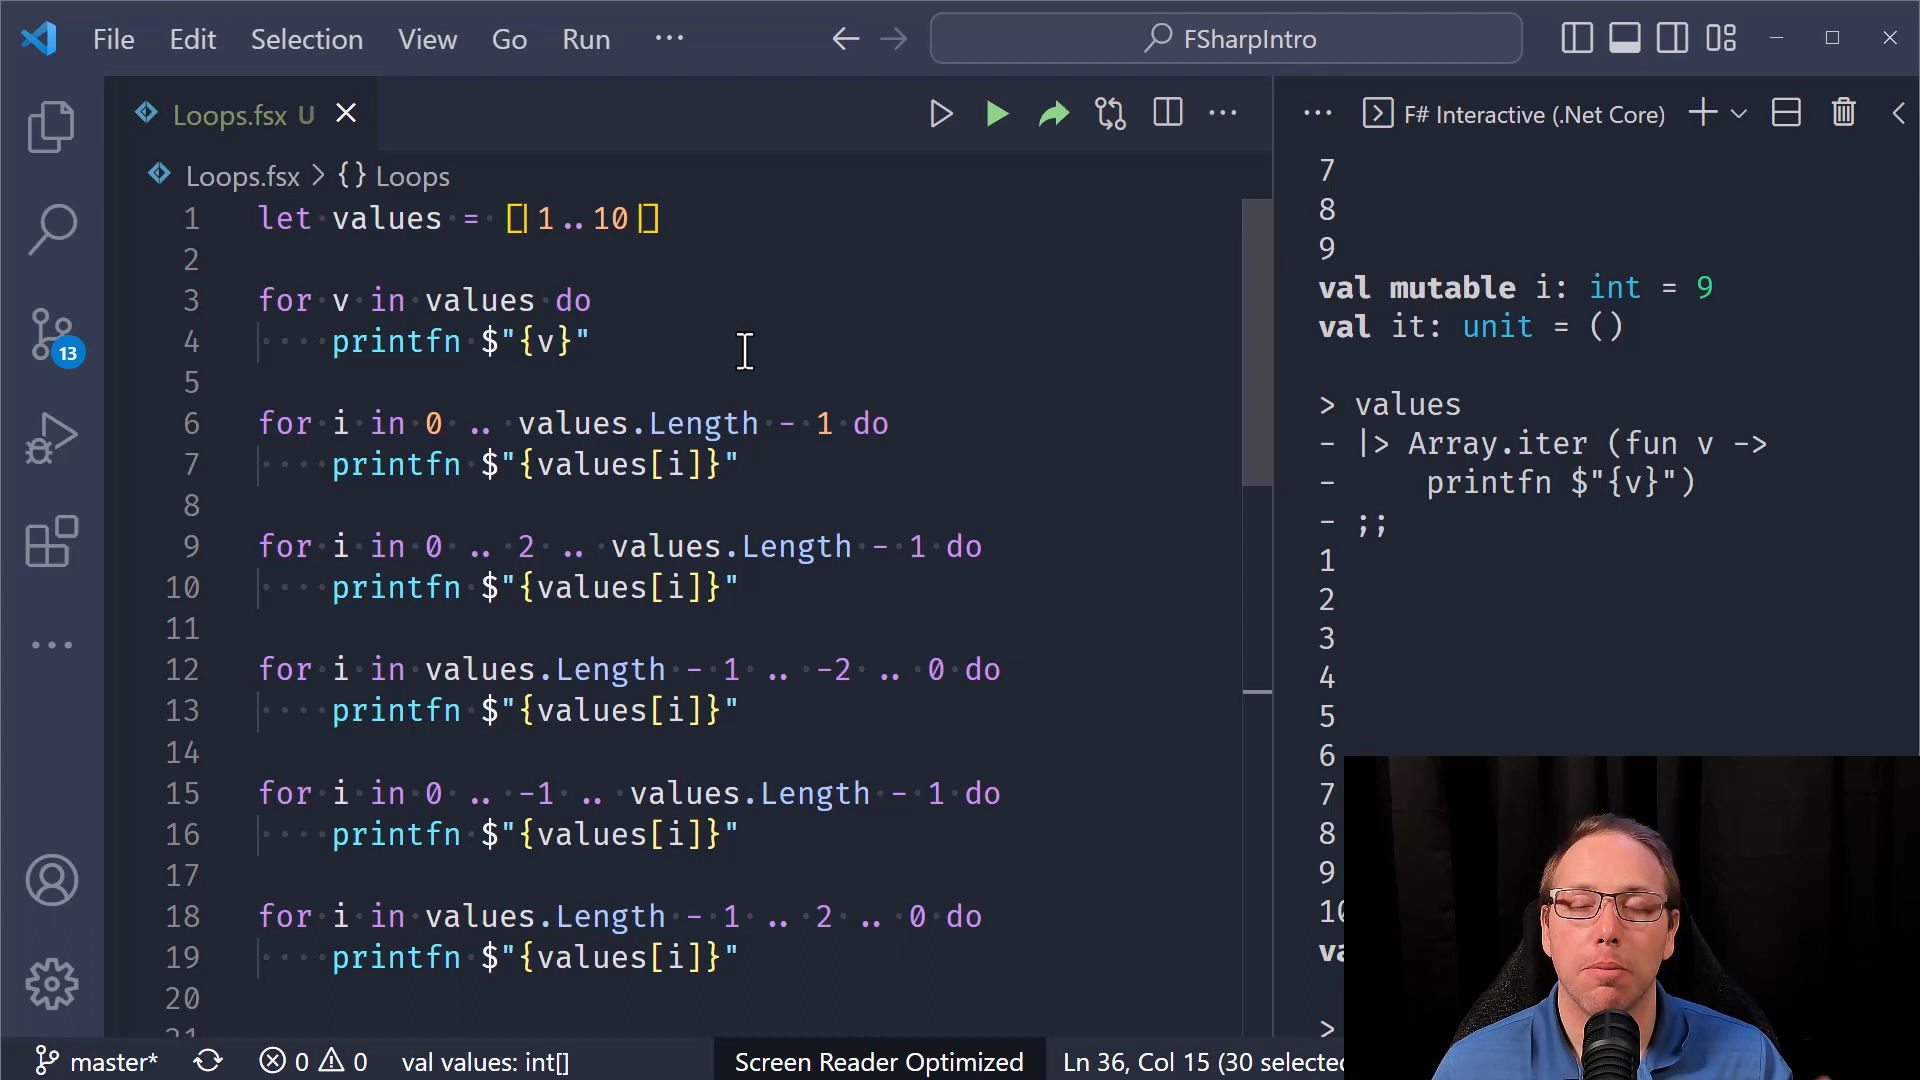 File Edit Selection View Go Run ··· FSharpIntro
Loops.fsx U
Loops.fsx > {} Loops
1 let values = [|1..10|]
2
3 for v in values do
4 printfn $"{v}"
5
6 for i in 0 .. values.Length - 1 do
7 printfn $"{values[i]}"
8
9 for i in 0 .. 2 .. values.Length - 1 do
10 printfn $"{values[i]}"
11
12 for i in values.Length - 1 .. -2 .. 0 do
13 printfn $"{values[i]}"
14
15 for i in 0 .. -1 .. values.Length - 1 do
16 printfn $"{values[i]}"
17
18 for i in values.Length - 1 .. 2 .. 0 do
19 printfn $"{values[i]}"
20
13
F# Interactive (.Net Core)
7
8
9
val mutable i: int = 9
val it: unit = ()
> values
- |> Array.iter (fun v ->
- printfn $"{v}")
- ;;
1
2
3
4
5
6
7
8
9
10
>
master* 0 0 val values: int[] Screen Reader Optimized Ln 36, Col 15 (30 selected